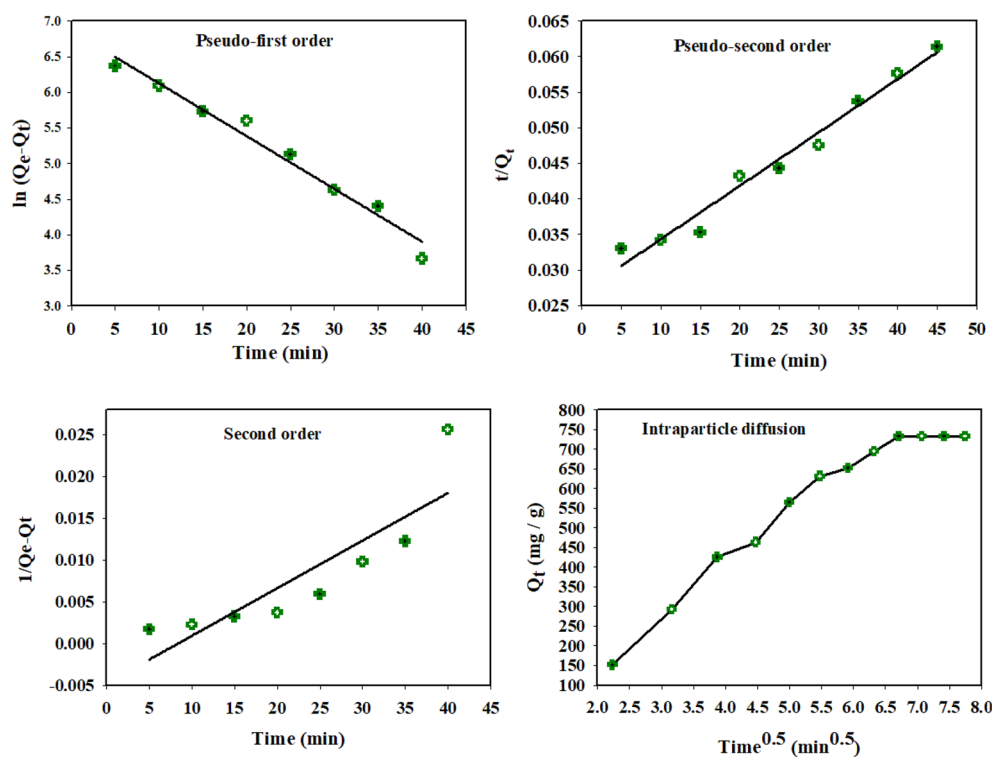 Pseudo-first order
ln (Qe-Qt)
7.0
6.5
6.0
5.5
5.0
4.5
4.0
3.5
3.0
0 5 10 15 20 25 30 35 40 45
Time (min)
Pseudo-second order
t/Qt
0.065
0.060
0.055
0.050
0.045
0.040
0.035
0.030
0.025
0 5 10 15 20 25 30 35 40 45 50
Time (min)
Second order
1/Qe-Qt
0.025
0.020
0.015
0.010
0.005
0.000
-0.005
0 5 10 15 20 25 30 35 40 45
Time (min)
Intraparticle diffusion
Qt (mg / g)
800
750
700
650
600
550
500
450
400
350
300
250
200
150
100
2.0 2.5 3.0 3.5 4.0 4.5 5.0 5.5 6.0 6.5 7.0 7.5 8.0
Time0.5 (min0.5)